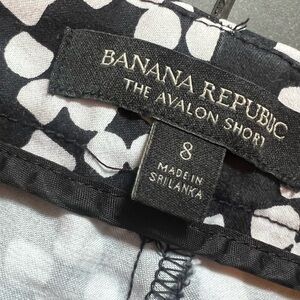 BANANA REPUBLIC
THE AVALON SHORT
8
MADE IN
SRI LANKA